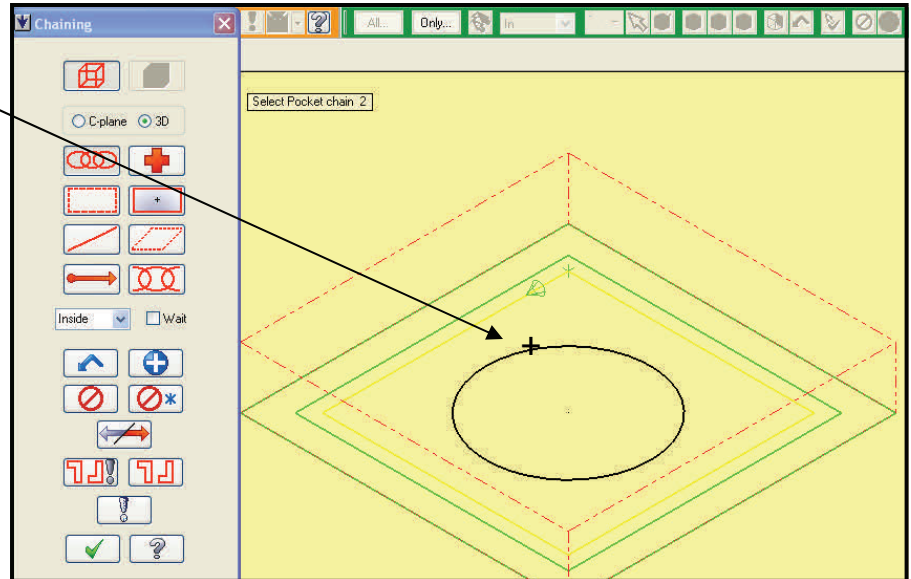 Chaining
All...
Only...
In
Select Pocket chain 2
C-plane
3D
Inside
Wait